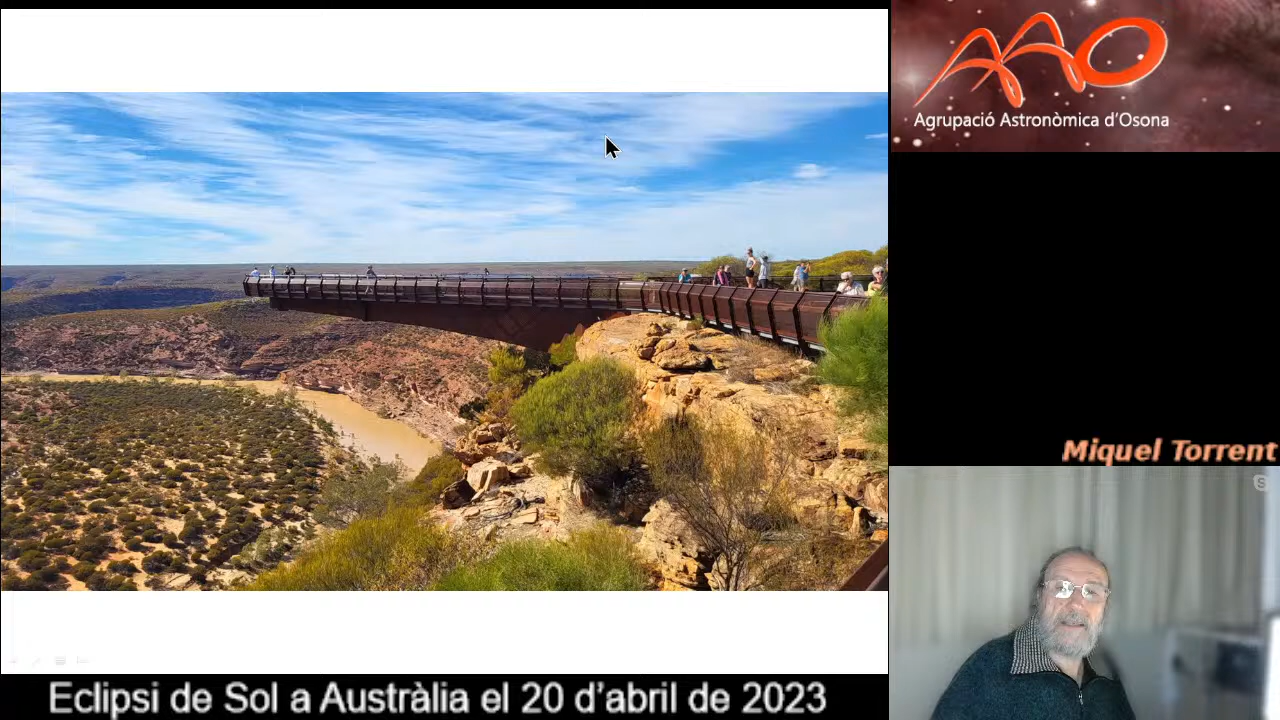 AAO
Agrupació Astronòmica d'Osona
Miquel Torrent
S
Eclipsi de Sol a Austràlia el 20 d'abril de 2023